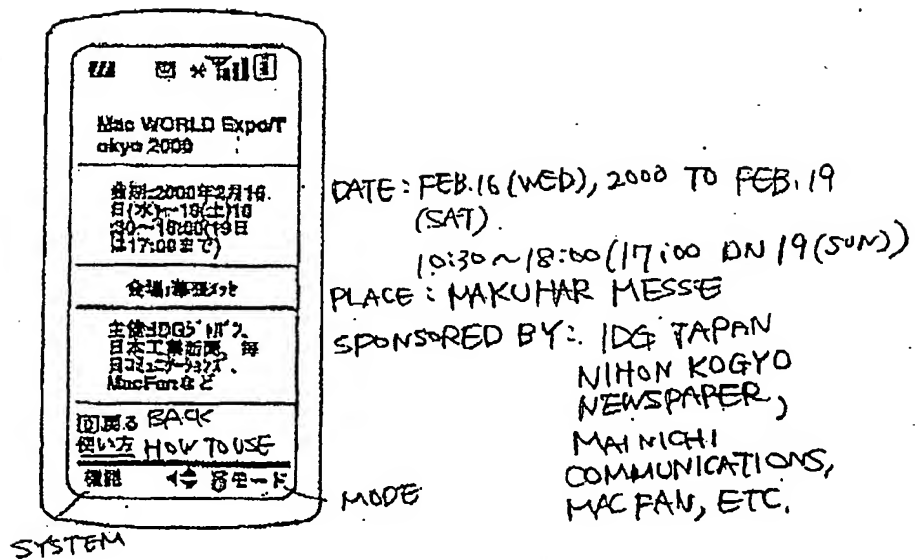 Mac WORLD Expo/T
okyo 2000
会期:2000年2月16
日(水)~19(土)10
:30~18:00(19日
は17:00まで)
会場:幕張メッセ
主催:IDGジャパン、
日本工業新聞、毎
日コミュニケーションズ、
MacFanなど
戻る BACK
使い方 HOW TO USE
モード
SYSTEM
MODE
DATE: FEB.16 (WED), 2000 TO FEB. 19
(SAT).
10:30~18:00 (17:00 ON 19 (SUN))
PLACE: MAKUHAR MESSE
SPONSORED BY: IDG JAPAN
NIHON KOGYO
NEWSPAPER,
MAINICHI
COMMUNICATIONS,
MAC FAN, ETC.